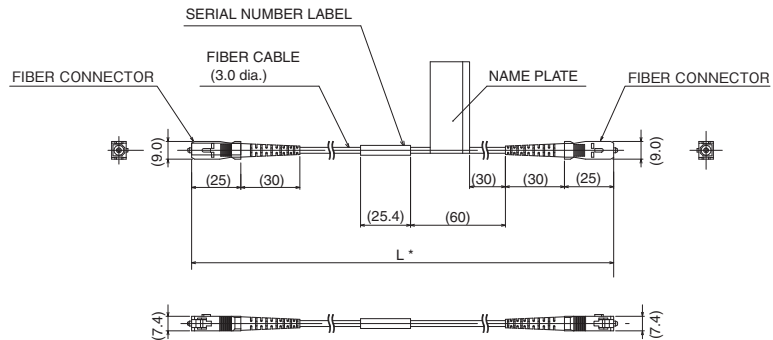 SERIAL NUMBER LABEL
FIBER CABLE
(3.0 dia.)
NAME PLATE
FIBER CONNECTOR
FIBER CONNECTOR
(9.0)
(9.0)
(25)
(30)
(30)
(30)
(25)
(25.4)
(60)
L *
(7.4)
(7.4)